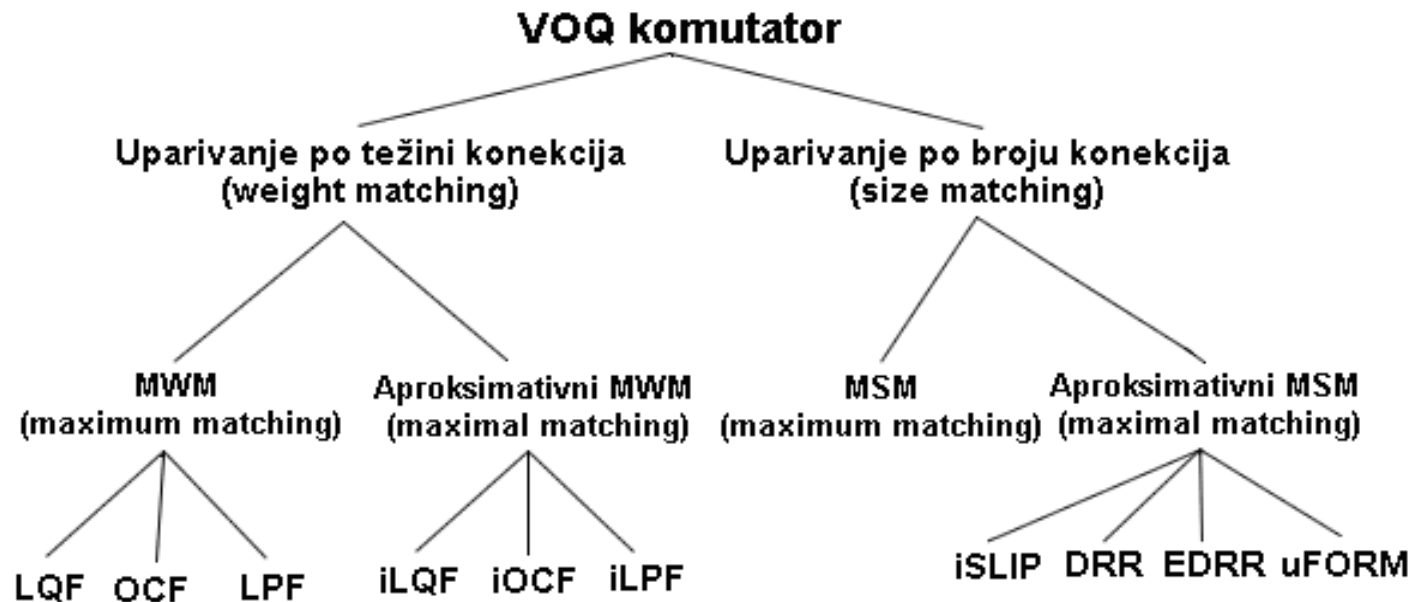 VOQ komutator
Uparivanje po težini konekcija
(weight matching)
Uparivanje po broju konekcija
(size matching)
MWM
(maximum matching)
Aproksimativni MWM
(maximal matching)
MSM
(maximum matching)
Aproksimativni MSM
(maximal matching)
LQF
OCF
LPF
iLQF
iOCF
iLPF
iSLIP
DRR
EDRR
uFORM